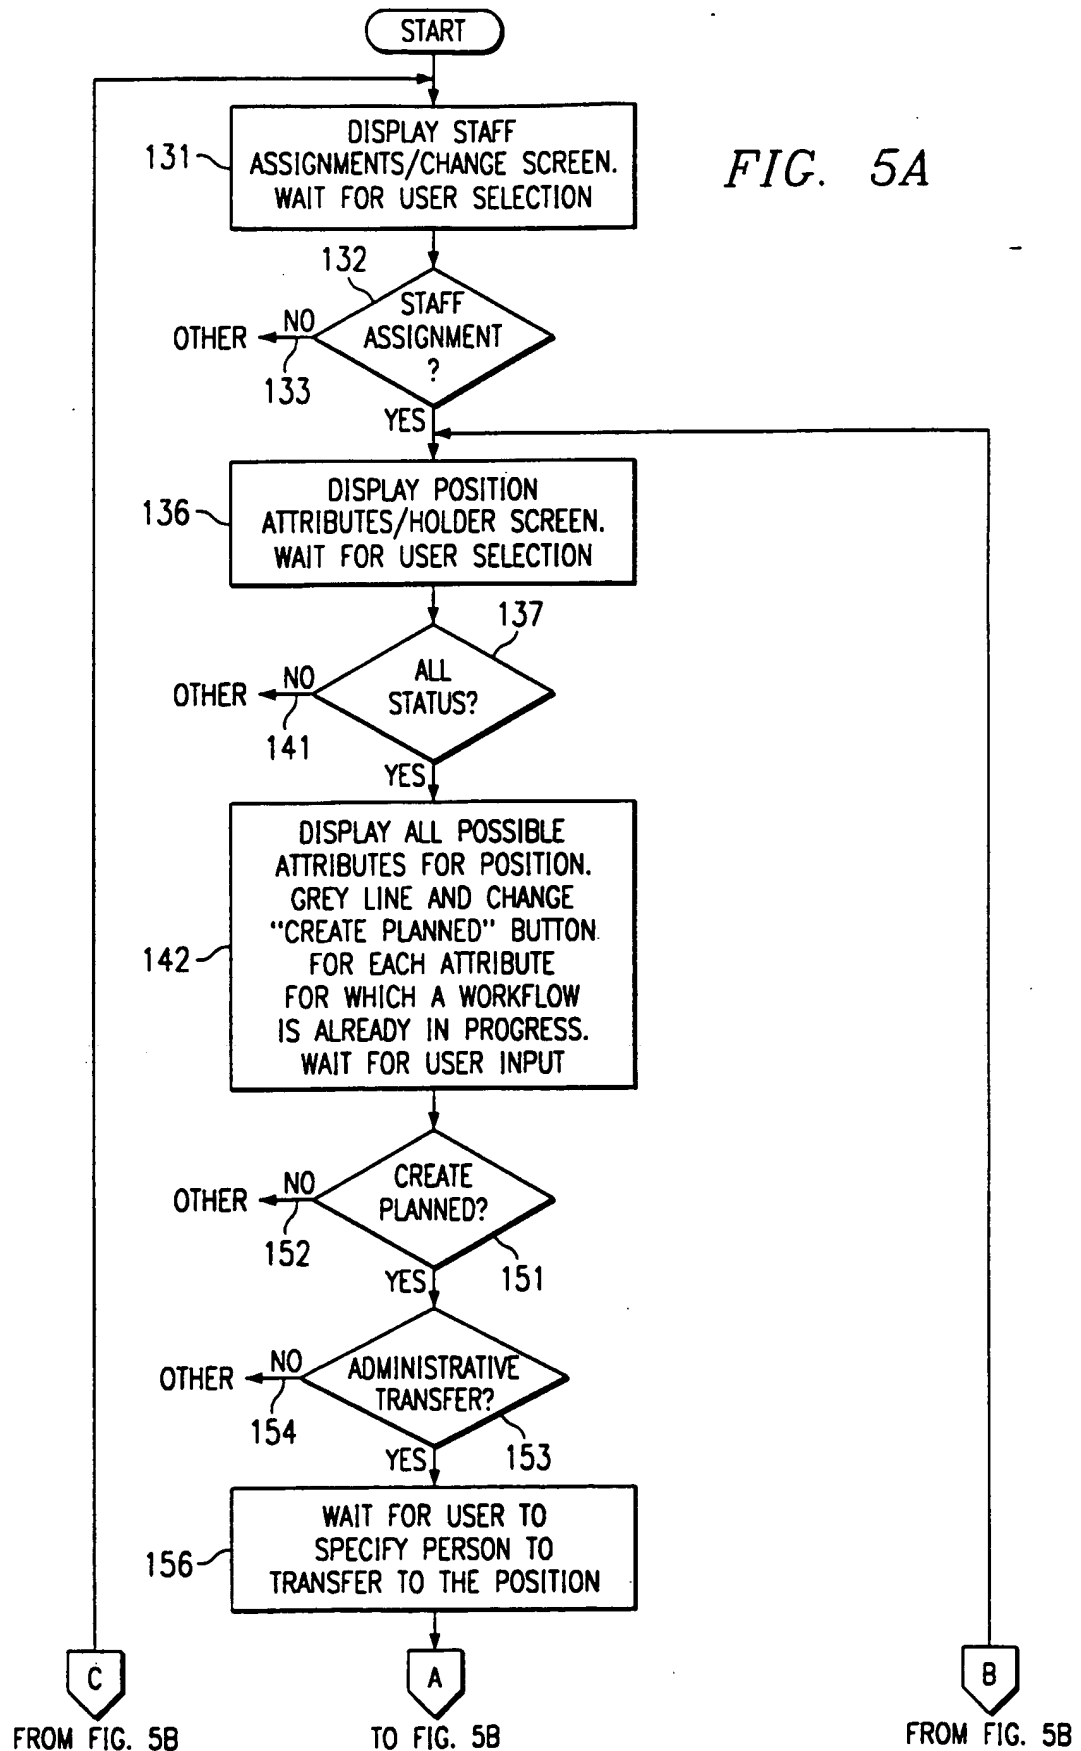 START
DISPLAY STAFF
ASSIGNMENTS/CHANGE SCREEN.
WAIT FOR USER SELECTION
131
FIG. 5A
132
STAFF
ASSIGNMENT
?
NO
OTHER
133
YES
DISPLAY POSITION
ATTRIBUTES/HOLDER SCREEN.
WAIT FOR USER SELECTION
136
137
ALL
STATUS?
NO
OTHER
141
YES
DISPLAY ALL POSSIBLE
ATTRIBUTES FOR POSITION.
GREY LINE AND CHANGE
"CREATE PLANNED" BUTTON
FOR EACH ATTRIBUTE
FOR WHICH A WORKFLOW
IS ALREADY IN PROGRESS.
WAIT FOR USER INPUT
142
CREATE
PLANNED?
NO
OTHER
152
151
YES
ADMINISTRATIVE
TRANSFER?
NO
OTHER
154
153
YES
WAIT FOR USER TO
SPECIFY PERSON TO
TRANSFER TO THE POSITION
156
C
A
B
FROM FIG. 5B
TO FIG. 5B
FROM FIG. 5B